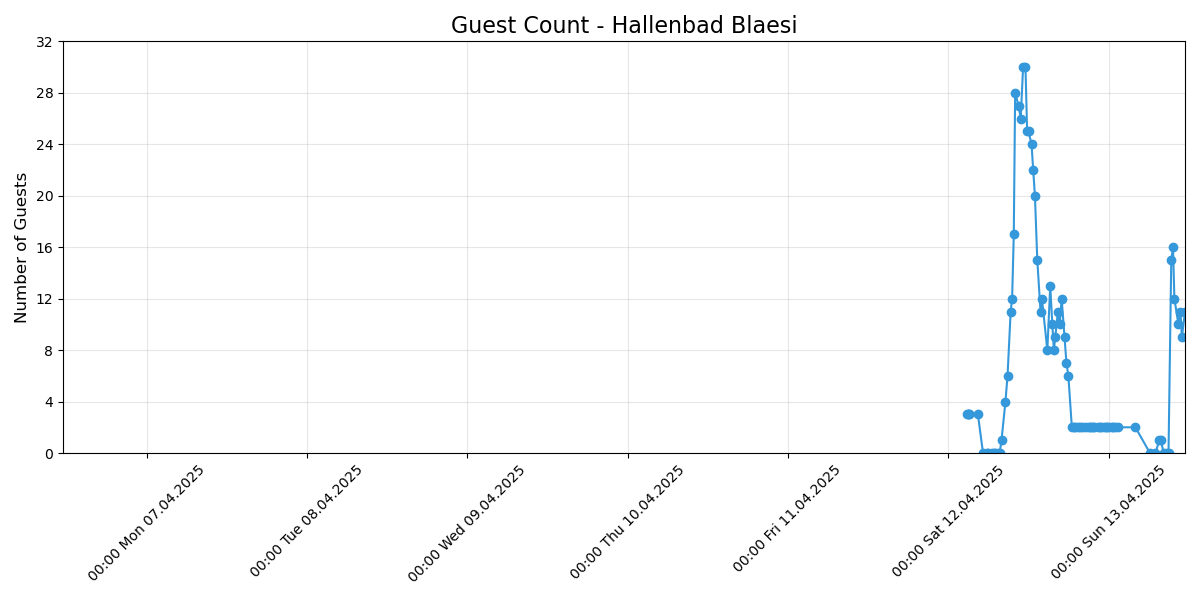 Guest Count - Hallenbad Blaesi
Number of Guests
32
28
24
20
16
12
8
4
0
00:00 Mon 07.04.2025
00:00 Tue 08.04.2025
00:00 Wed 09.04.2025
00:00 Thu 10.04.2025
00:00 Fri 11.04.2025
00:00 Sat 12.04.2025
00:00 Sun 13.04.2025